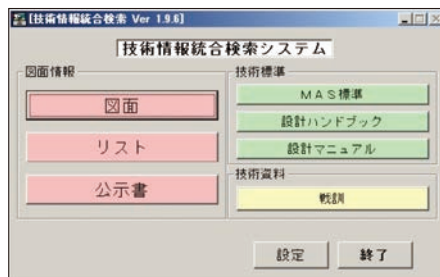 [技術情報統合検索 Ver 1.9.6]
技術情報統合検索システム
図面情報
図面
リスト
公示書
技術標準
MAS標準
設計ハンドブック
設計マニュアル
技術資料
戦訓
設定
終了